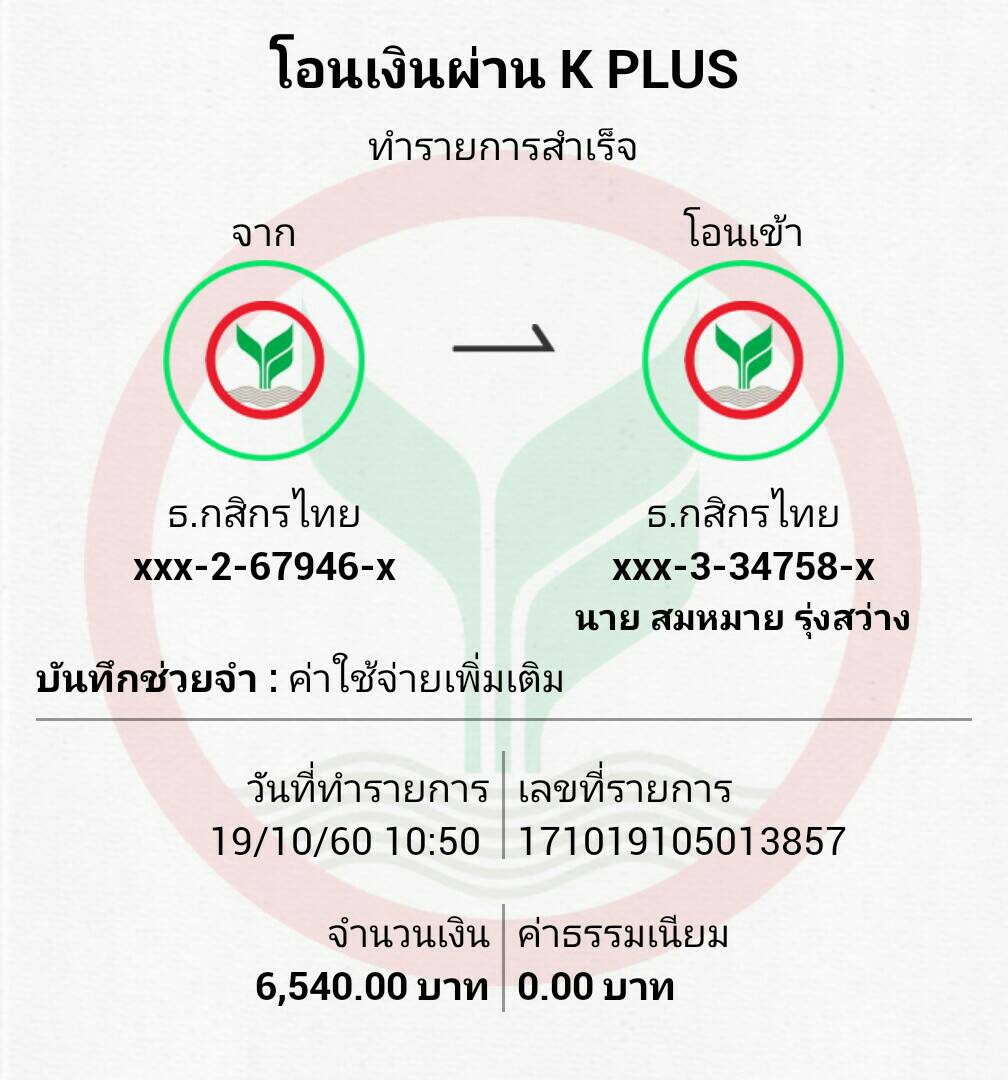 โอนเงินผ่าน K PLUS
ทำรายการสำเร็จ
จาก
โอนเข้า
ธ.กสิกรไทย
xxx-2-67946-x
ธ.กสิกรไทย
xxx-3-34758-x
นาย สมหมาย รุ่งสว่าง
บันทึกช่วยจำ : ค่าใช้จ่ายเพิ่มเติม
วันที่ทำรายการ
19/10/60 10:50
เลขที่รายการ
171019105013857
จำนวนเงิน
6,540.00 บาท
ค่าธรรมเนียม
0.00 บาท